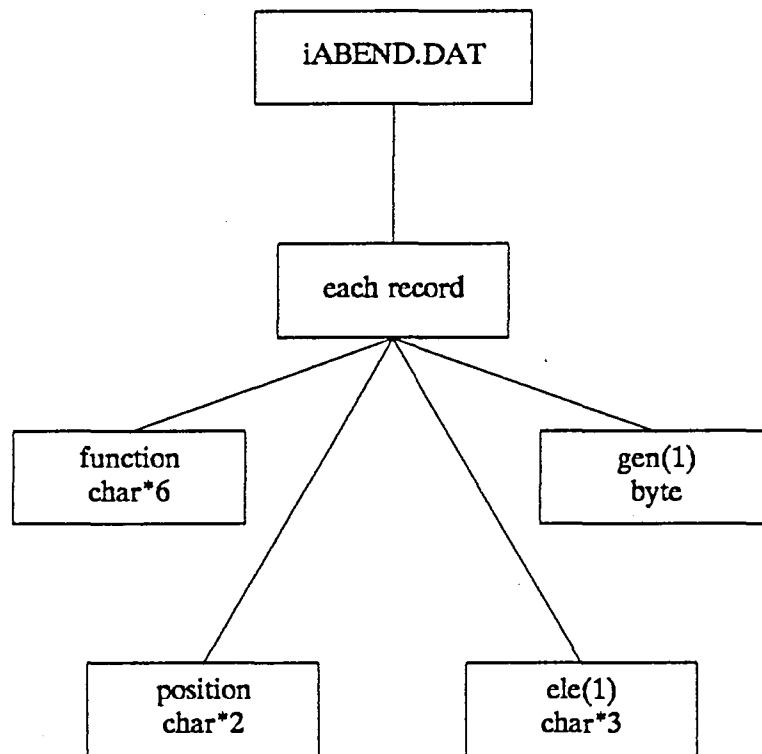 iABEND.DAT
each record
function
char*6
gen(1)
byte
position
char*2
ele(1)
char*3